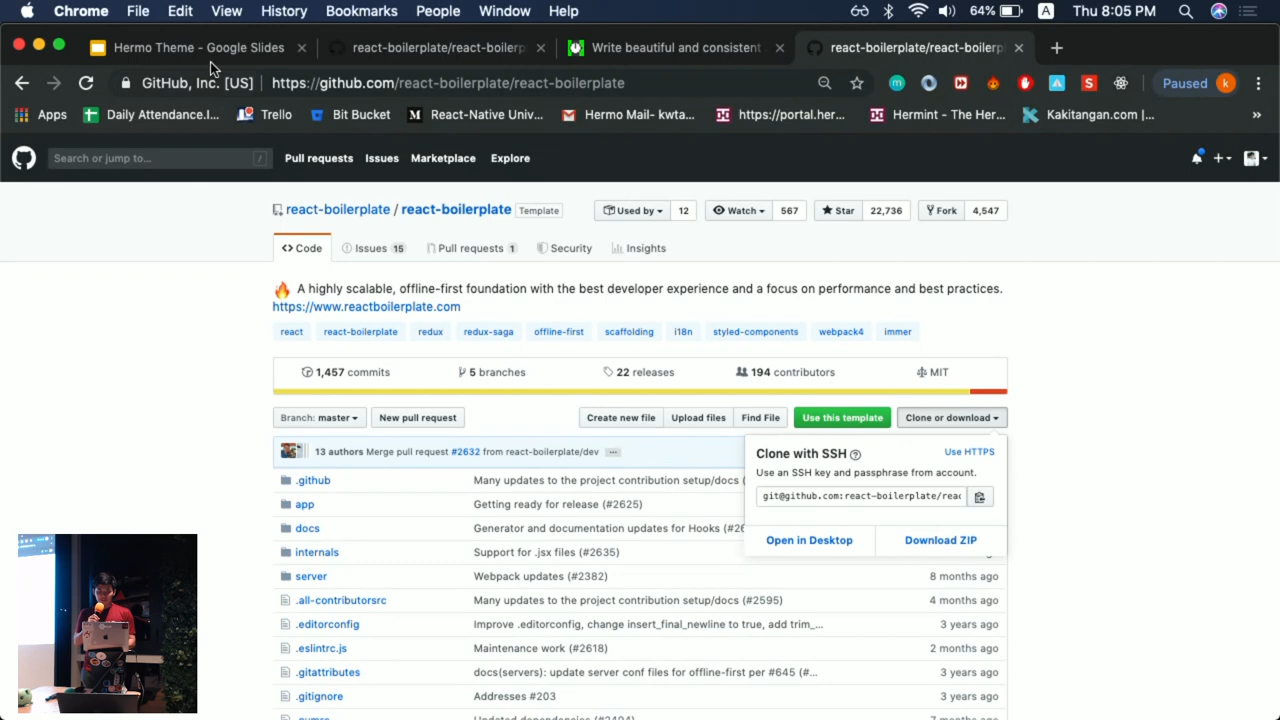 Chrome File Edit View History Bookmarks People Window Help 64% A Thu 8:05 PM
Hermo Theme - Google Slides react-boilerplate/react-boilerp Write beautiful and consistent react-boilerplate/react-boilerp
GitHub, Inc. [US] https://github.com/react-boilerplate/react-boilerplate Paused k
Apps Daily Attendance.l... Trello Bit Bucket React-Native Univ... Hermo Mail- kwta... https://portal.her... Hermint - The Her... Kakitangan.com |... »
Search or jump to... / Pull requests Issues Marketplace Explore
react-boilerplate / react-boilerplate Template Used by 12 Watch 567 Star 22,736 Fork 4,547
Code Issues 15 Pull requests 1 Security Insights
A highly scalable, offline-first foundation with the best developer experience and a focus on performance and best practices.
https://www.reactboilerplate.com
react react-boilerplate redux redux-saga offline-first scaffolding i18n styled-components webpack4 immer
1,457 commits 5 branches 22 releases 194 contributors MIT
Branch: master New pull request Create new file Upload files Find File Use this template Clone or download
13 authors Merge pull request #2632 from react-boilerplate/dev ...
Clone with SSH ? Use HTTPS
Use an SSH key and passphrase from account.
git@github.com:react-boilerplate/reac
Open in Desktop Download ZIP
.github Many updates to the project contribution setup/docs (
app Getting ready for release (#2625)
docs Generator and documentation updates for Hooks (#26
internals Support for .jsx files (#2635)
server Webpack updates (#2382) 8 months ago
.all-contributorsrc Many updates to the project contribution setup/docs (#2595) 4 months ago
.editorconfig Improve .editorconfig, change insert_final_newline to true, add trim_... 3 years ago
.eslintrc.js Maintenance work (#2618) 2 months ago
.gitattributes docs(servers): update server conf files for offline-first per #645 (#... 3 years ago
.gitignore Addresses #203 3 years ago